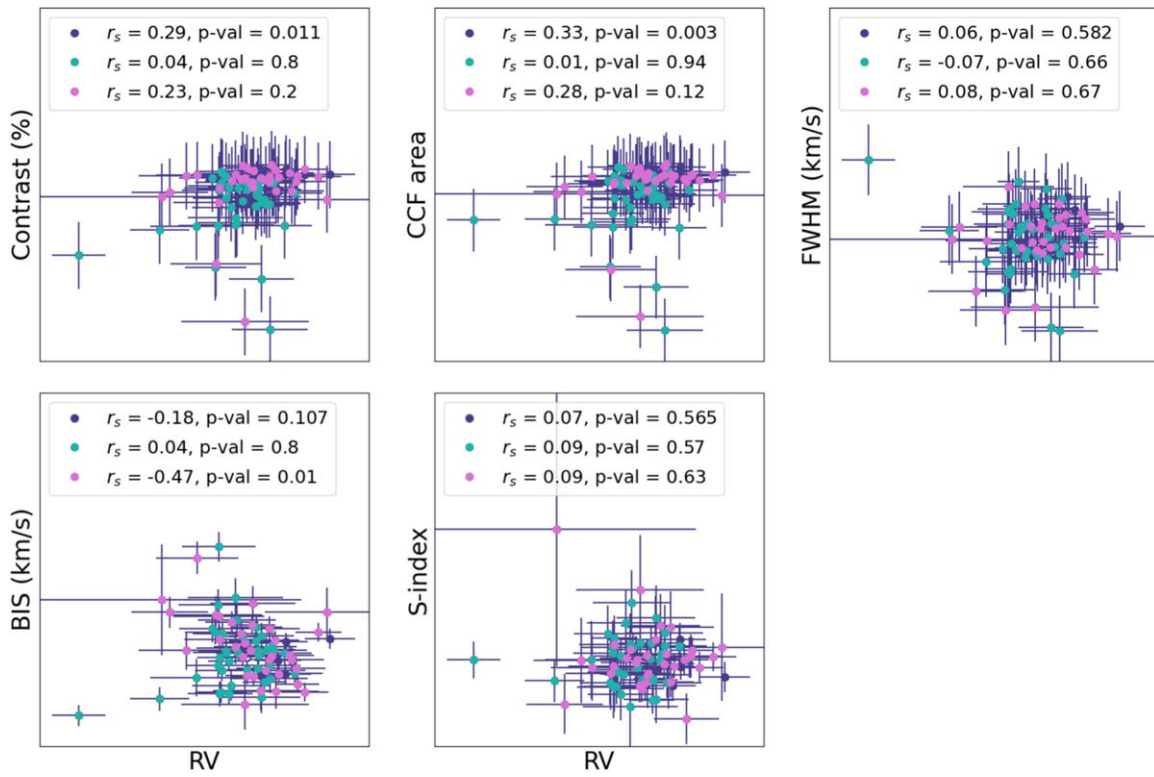 r_s = 0.29, p-val = 0.011
r_s = 0.04, p-val = 0.8
r_s = 0.23, p-val = 0.2
Contrast (%)
r_s = 0.33, p-val = 0.003
r_s = 0.01, p-val = 0.94
r_s = 0.28, p-val = 0.12
CCF area
r_s = 0.06, p-val = 0.582
r_s = -0.07, p-val = 0.66
r_s = 0.08, p-val = 0.67
FWHM (km/s)
r_s = -0.18, p-val = 0.107
r_s = 0.04, p-val = 0.8
r_s = -0.47, p-val = 0.01
BIS (km/s)
RV
r_s = 0.07, p-val = 0.565
r_s = 0.09, p-val = 0.57
r_s = 0.09, p-val = 0.63
S-index
RV